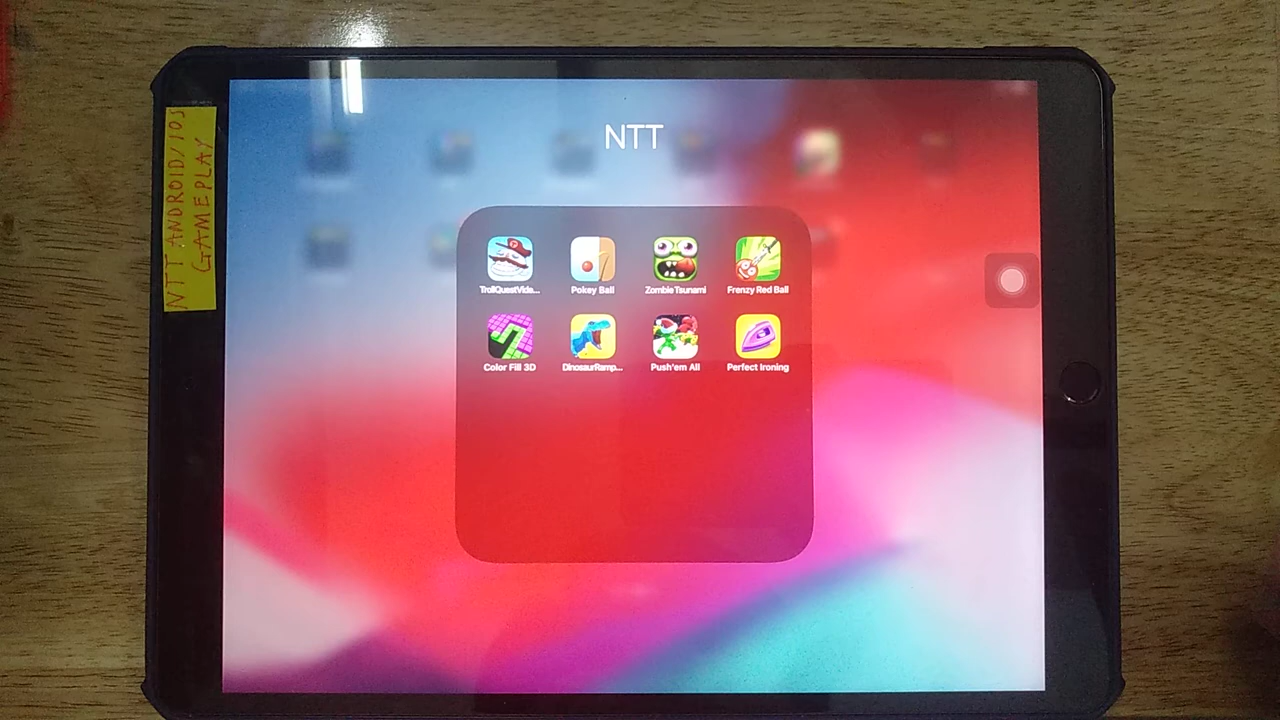 NTT ANDROID/IOS
GAMEPLAY
NTT
TrollQuestVide...
Pokey Ball
Zombie Tsunami
Frenzy Red Ball
Color Fill 3D
DinosaurRamp...
Push'em All
Perfect Ironing